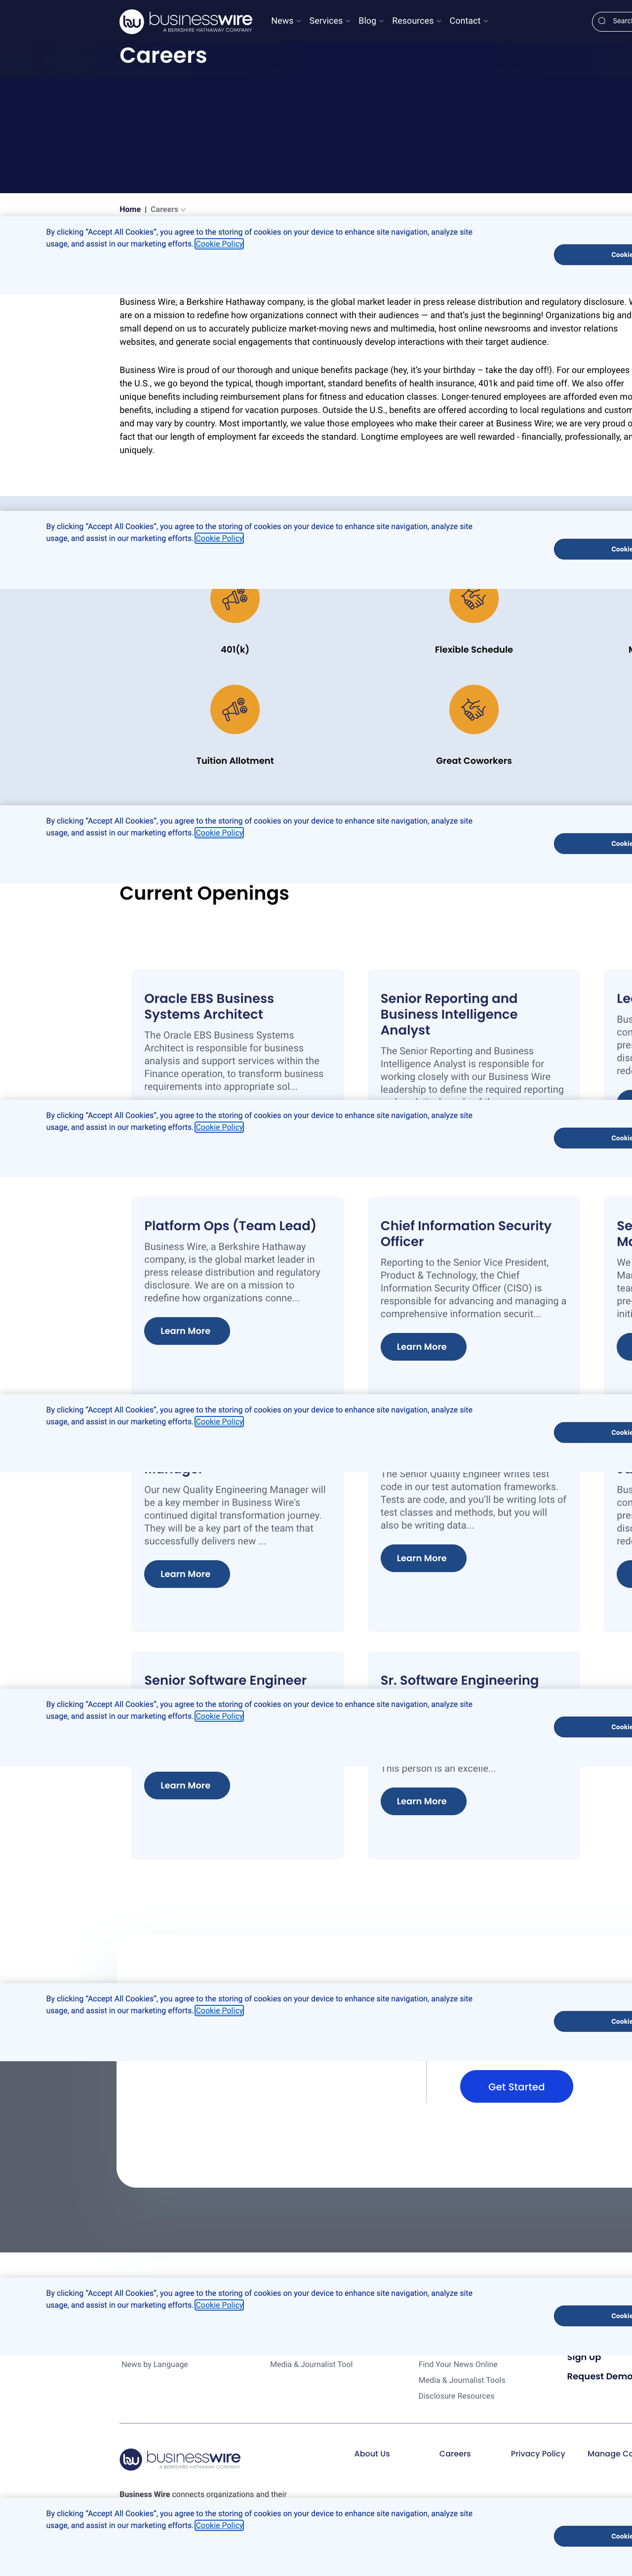 businesswire
A BERKSHIRE HATHAWAY COMPANY
News Services Blog Resources Contact
Search
Careers
Home | Careers
By clicking “Accept All Cookies”, you agree to the storing of cookies on your device to enhance site navigation, analyze site
usage, and assist in our marketing efforts. Cookie Policy
Cookie
Business Wire, a Berkshire Hathaway company, is the global market leader in press release distribution and regulatory disclosure.
are on a mission to redefine how organizations connect with their audiences — and that’s just the beginning! Organizations big and
small depend on us to accurately publicize market-moving news and multimedia, host online newsrooms and investor relations
websites, and generate social engagements that continuously develop interactions with their target audience.
Business Wire is proud of our thorough and unique benefits package (hey, it’s your birthday – take the day off!). For our employees
the U.S., we go beyond the typical, though important, standard benefits of health insurance, 401k and paid time off. We also offer
unique benefits including reimbursement plans for fitness and education classes. Longer-tenured employees are afforded even
benefits, including a stipend for vacation purposes. Outside the U.S., benefits are offered according to local regulations and
and may vary by country. Most importantly, we value those employees who make their career at Business Wire; we are very proud
fact that our length of employment far exceeds the standard. Longtime employees are well rewarded - financially, professionally,
uniquely.
By clicking “Accept All Cookies”, you agree to the storing of cookies on your device to enhance site navigation, analyze site
usage, and assist in our marketing efforts. Cookie Policy
Cookie
401(k)
Flexible Schedule
Tuition Allotment
Great Coworkers
By clicking “Accept All Cookies”, you agree to the storing of cookies on your device to enhance site navigation, analyze site
usage, and assist in our marketing efforts. Cookie Policy
Cookie
Current Openings
Oracle EBS Business
Systems Architect
The Oracle EBS Business Systems
Architect is responsible for business
analysis and support services within the
Finance operation, to transform business
requirements into appropriate sol...
Senior Reporting and
Business Intelligence
Analyst
The Senior Reporting and Business
Intelligence Analyst is responsible for
working closely with our Business Wire
leadership to define the required reporting
By clicking “Accept All Cookies”, you agree to the storing of cookies on your device to enhance site navigation, analyze site
usage, and assist in our marketing efforts. Cookie Policy
Cookie
Platform Ops (Team Lead)
Business Wire, a Berkshire Hathaway
company, is the global market leader in
press release distribution and regulatory
disclosure. We are on a mission to
redefine how organizations conne...
Learn More
Chief Information Security
Officer
Reporting to the Senior Vice President,
Product & Technology, the Chief
Information Security Officer (CISO) is
responsible for advancing and managing a
comprehensive information securit...
Learn More
We
By clicking “Accept All Cookies”, you agree to the storing of cookies on your device to enhance site navigation, analyze site
usage, and assist in our marketing efforts. Cookie Policy
Cookie
Manager
Our new Quality Engineering Manager will
be a key member in Business Wire’s
continued digital transformation journey.
They will be a key part of the team that
successfully delivers new ...
Learn More
The Senior Quality Engineer writes test
code in our test automation frameworks.
Tests are code, and you’ll be writing lots of
test classes and methods, but you will
also be writing data...
Learn More
Senior Software Engineer
Sr. Software Engineering
By clicking “Accept All Cookies”, you agree to the storing of cookies on your device to enhance site navigation, analyze site
usage, and assist in our marketing efforts. Cookie Policy
Cookie
Learn More
This person is an excelle...
Learn More
By clicking “Accept All Cookies”, you agree to the storing of cookies on your device to enhance site navigation, analyze site
usage, and assist in our marketing efforts. Cookie Policy
Cookie
Get Started
By clicking “Accept All Cookies”, you agree to the storing of cookies on your device to enhance site navigation, analyze site
usage, and assist in our marketing efforts. Cookie Policy
Cookie
Sign Up
News by Language
Media & Journalist Tool
Find Your News Online
Request Demo
Media & Journalist Tools
Disclosure Resources
businesswire
A BERKSHIRE HATHAWAY COMPANY
About Us Careers Privacy Policy Manage
Business Wire connects organizations and their
By clicking “Accept All Cookies”, you agree to the storing of cookies on your device to enhance site navigation, analyze site
usage, and assist in our marketing efforts. Cookie Policy
Cookie